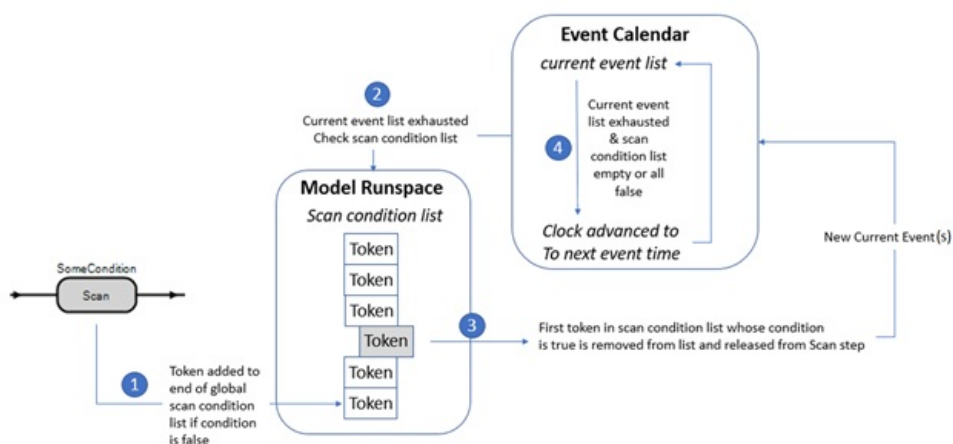 Event Calendar
current event list
2
Current event list exhausted
Check scan condition list
Current event
list exhausted
& scan
condition list
empty or all
false
4
Model Runspace
Scan condition list
Clock advanced to
To next event time
New Current Event(s)
Token
Token
Token
Token
Token
Token
SomeCondition
Scan
3
First token in scan condition list whose condition
is true is removed from list and released from Scan step
1
Token added to
end of global
scan condition
list if condition
is false